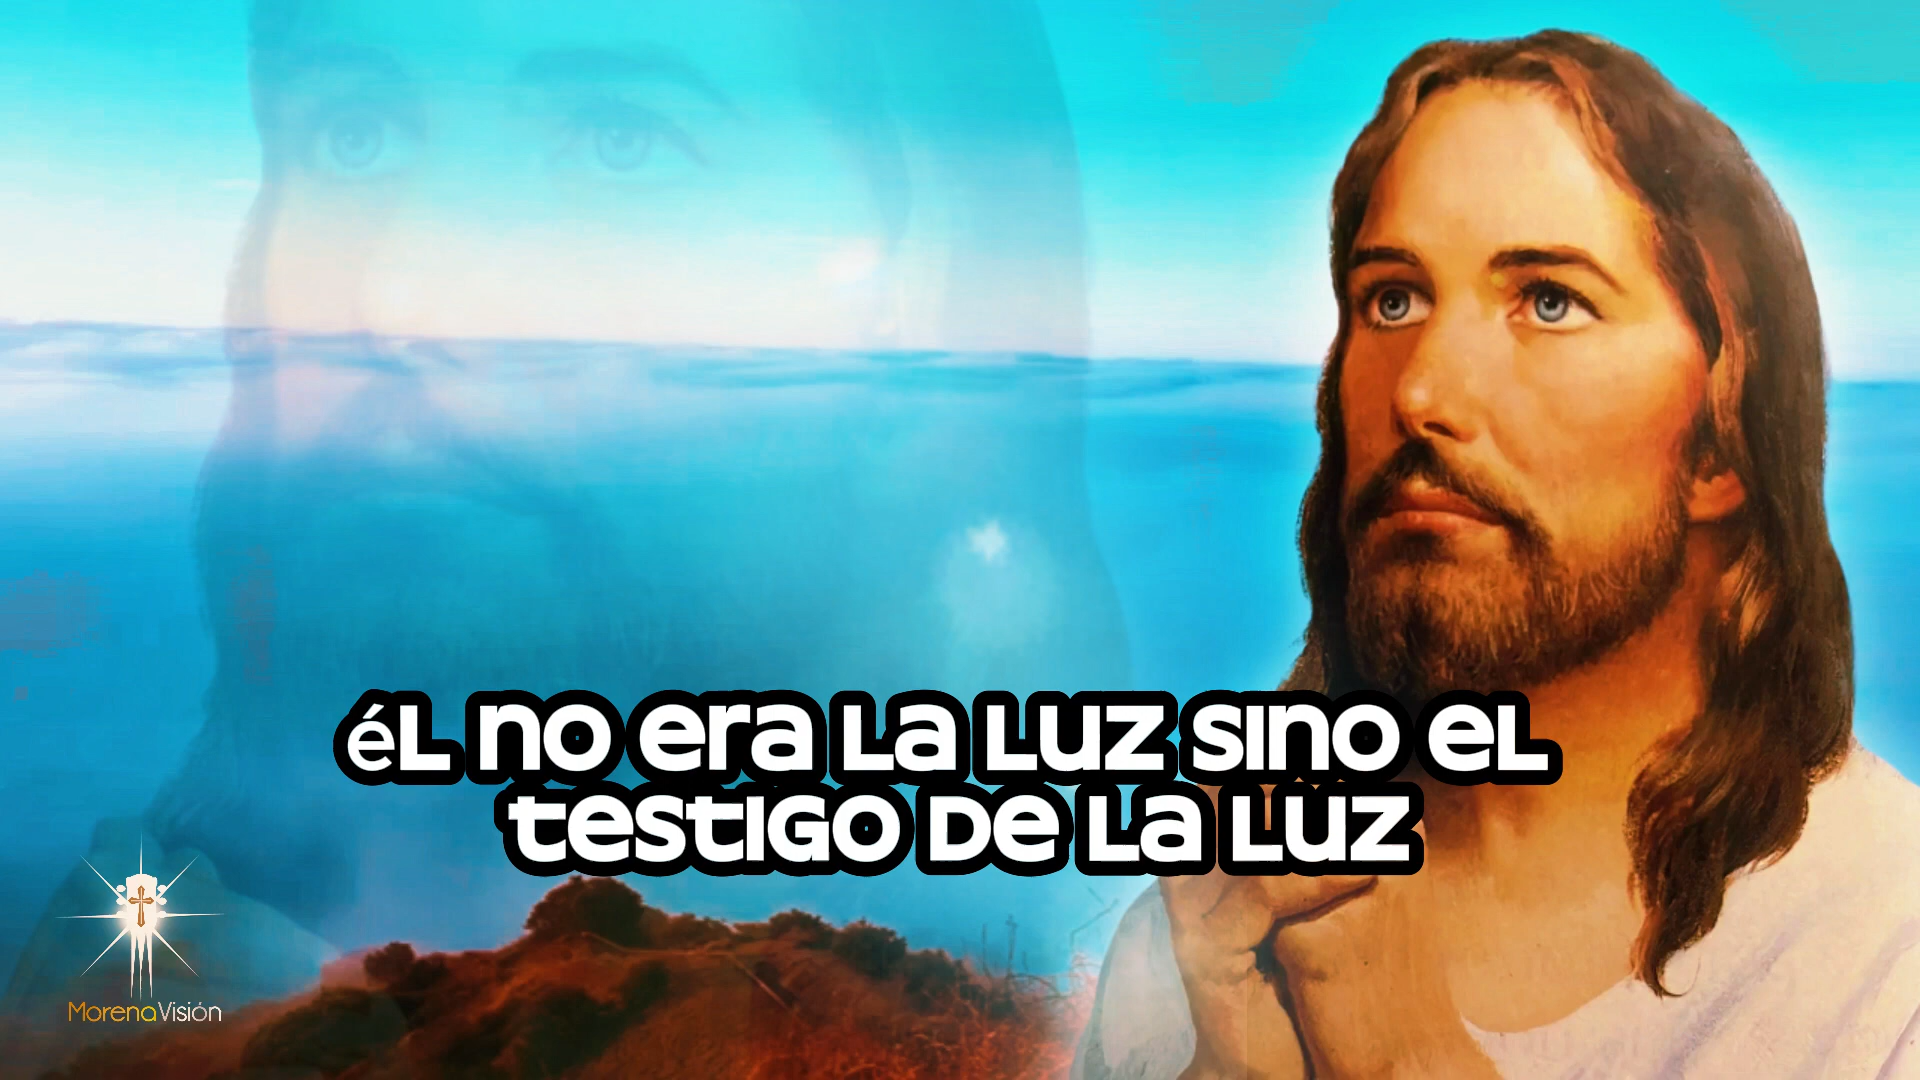 éL no era La Luz sino eL
testigo de La Luz
MorenaVisión